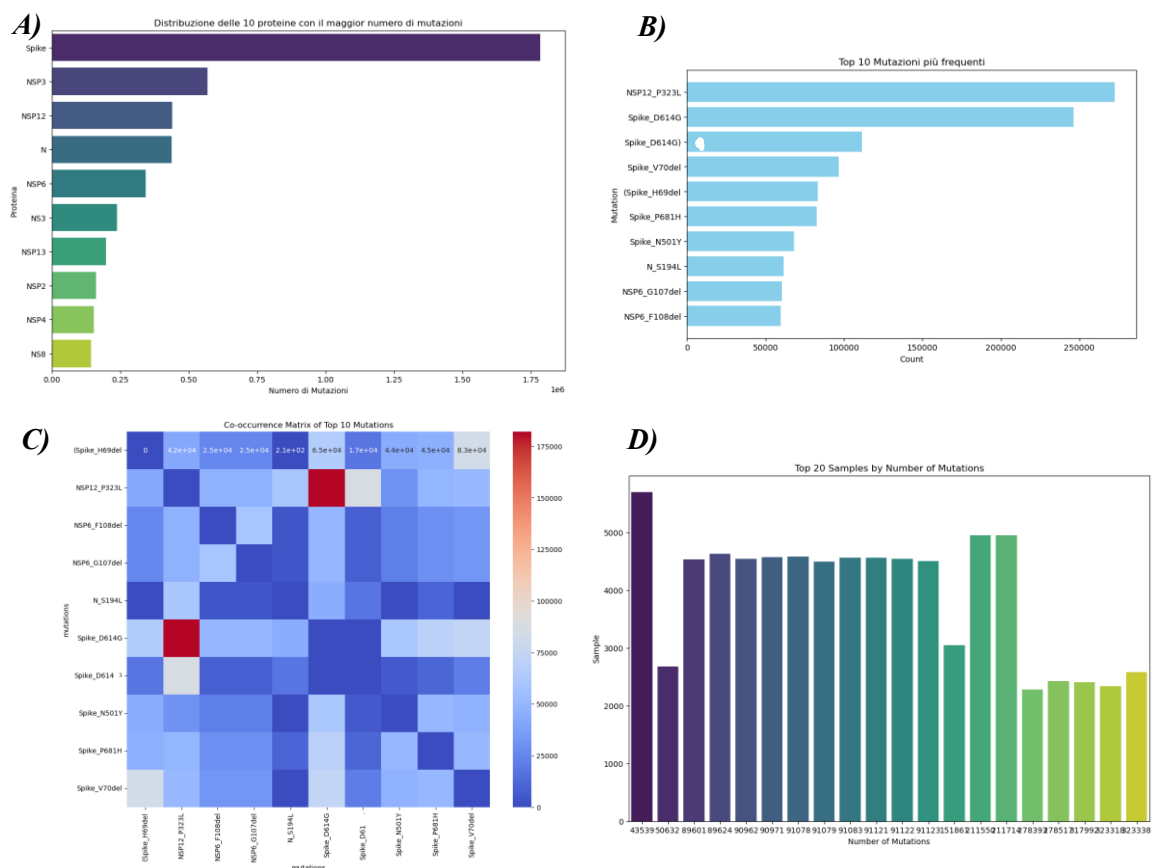 A)
Distribuzione delle 10 proteine con il maggior numero di mutazioni
Proteina
Spike
NSP3
NSP12
N
NSP6
NS3
NSP13
NSP2
NSP4
NS8
0.00 0.25 0.50 0.75 1.00 1.25 1.50 1.75
1e6
Numero di Mutazioni
B)
Top 10 Mutazioni più frequenti
Mutation
NSP12_P323L
Spike_D614G
Spike_D614G)
Spike_V70del
(Spike_H69del
Spike_P681H
Spike_N501Y
N_S194L
NSP6_G107del
NSP6_F108del
0 50000 100000 150000 200000 250000
Count
C)
Co-occurrence Matrix of Top 10 Mutations
mutations
(Spike_H69del 0 4.2e+04 2.5e+04 2.5e+04 2.1e+02 6.5e+04 1.7e+04 4.4e+04 4.5e+04 8.3e+04
NSP12_P323L
NSP6_F108del
NSP6_G107del
N_S194L
Spike_D614G
Spike_D614
Spike_N501Y
Spike_P681H
Spike_V70del
(Spike_H69del NSP12_P323L NSP6_F108del NSP6_G107del N_S194L Spike_D614G Spike_D61 Spike_N501Y Spike_P681H Spike_V70del
mutations
175000
150000
125000
100000
75000
50000
25000
0
D)
Top 20 Samples by Number of Mutations
Sample
5000
4000
3000
2000
1000
0
43539 50632 89601 89624 90962 90971 91078 91079 91083 91121 91122 91123 151861 211550 211714 278393 278517 317992 323318 323338
Number of Mutations